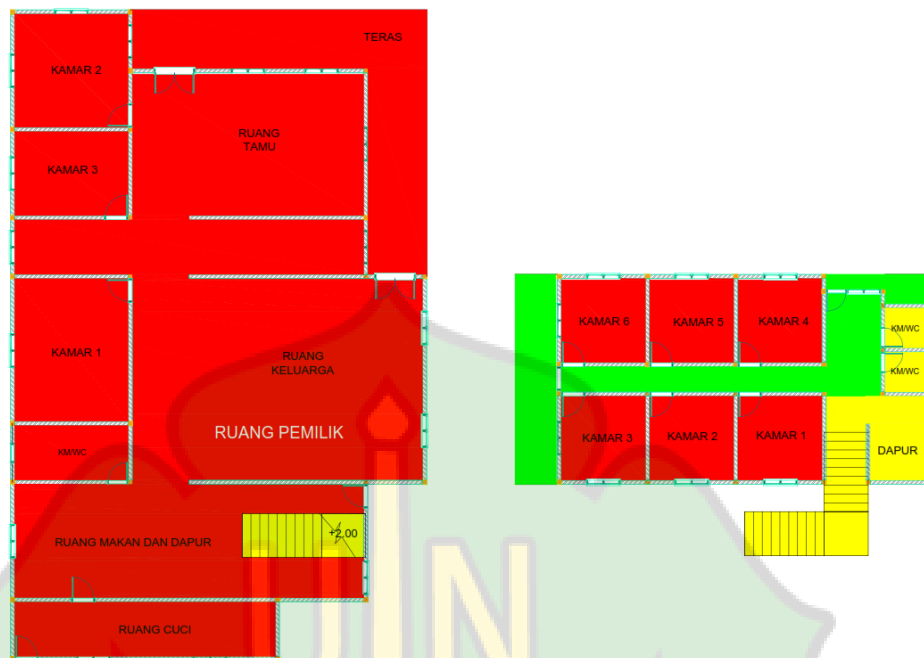 TERAS
KAMAR 2
RUANG
TAMU
KAMAR 3
KAMAR 1
RUANG
KELUARGA
RUANG PEMILIK
KM/WC
RUANG MAKAN DAN DAPUR
+2,00
RUANG CUCI
KAMAR 6
KAMAR 5
KAMAR 4
KM/WC
KM/WC
KAMAR 3
KAMAR 2
KAMAR 1
DAPUR
UIN